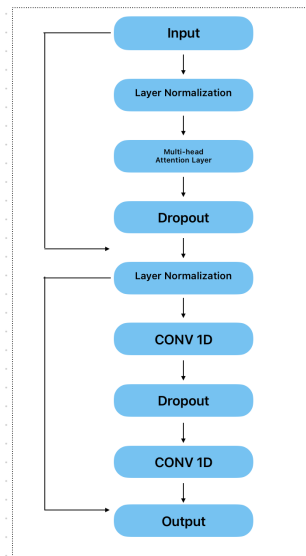 Input
Layer Normalization
Multi-head
Attention Layer
Dropout
Layer Normalization
CONV 1D
Dropout
CONV 1D
Output